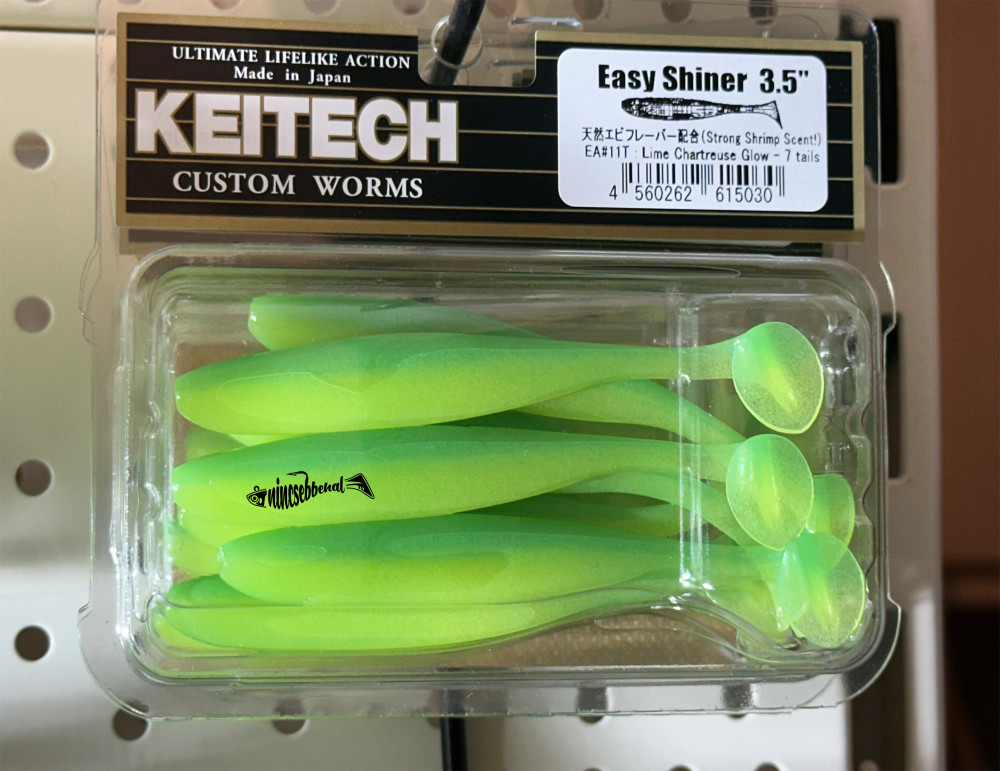 ULTIMATE LIFELIKE ACTION
Made in Japan
KEITECH
CUSTOM WORMS
Easy Shiner 3.5"
天然エビフレーバー配合(Strong Shrimp Scent!)
EA#11T : Lime Chartreuse Glow - 7 tails
4 560262 615030
nincsebbenal